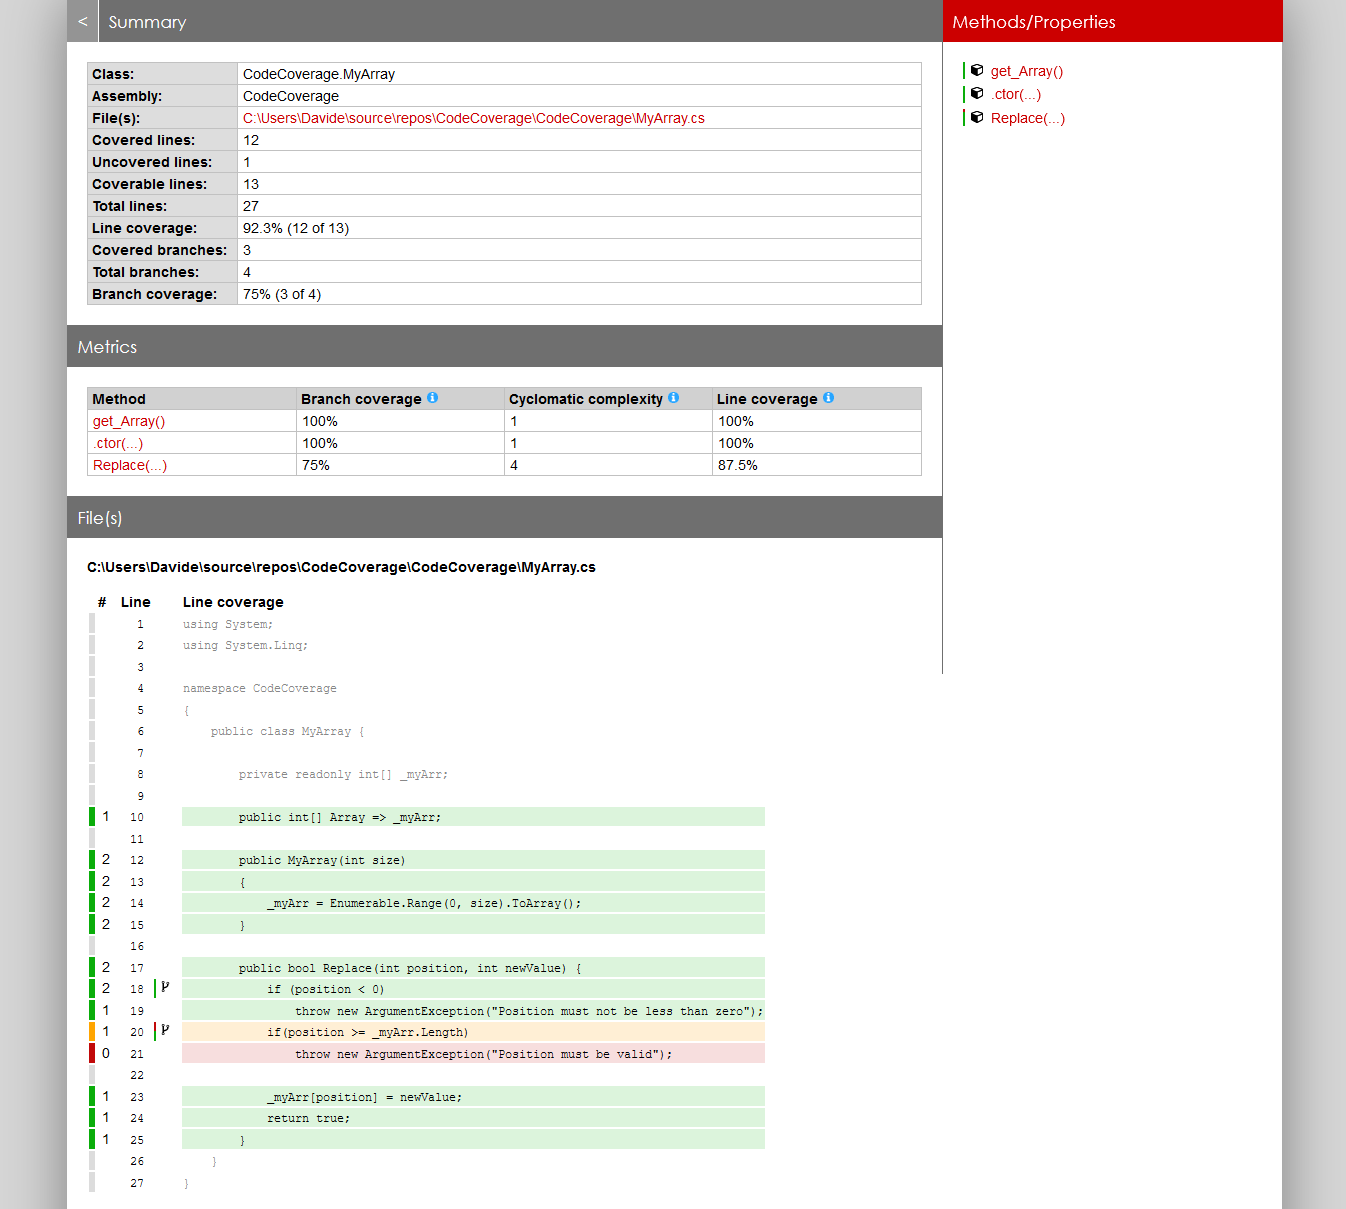 < Summary
Class: CodeCoverage.MyArray
Assembly: CodeCoverage
File(s): C:\Users\Davide\source\repos\CodeCoverage\CodeCoverage\MyArray.cs
Covered lines: 12
Uncovered lines: 1
Coverable lines: 13
Total lines: 27
Line coverage: 92.3% (12 of 13)
Covered branches: 3
Total branches: 4
Branch coverage: 75% (3 of 4)
Metrics
Method Branch coverage Cyclomatic complexity Line coverage
get_Array() 100% 1 100%
.ctor(...) 100% 1 100%
Replace(...) 75% 4 87.5%
File(s)
C:\Users\Davide\source\repos\CodeCoverage\CodeCoverage\MyArray.cs
# Line Line coverage
1 using System;
2 using System.Linq;
3
4 namespace CodeCoverage
5 {
6 public class MyArray {
7
8 private readonly int[] _myArr;
9
1 10 public int[] Array => _myArr;
11
2 12 public MyArray(int size)
2 13 {
2 14 _myArr = Enumerable.Range(0, size).ToArray();
2 15 }
16
2 17 public bool Replace(int position, int newValue) {
2 18 if (position < 0)
1 19 throw new ArgumentException("Position must not be less than zero");
1 20 if(position >= _myArr.Length)
0 21 throw new ArgumentException("Position must be valid");
22
1 23 _myArr[position] = newValue;
1 24 return true;
1 25 }
26 }
27 }
Methods/Properties
get_Array()
.ctor(...)
Replace(...)